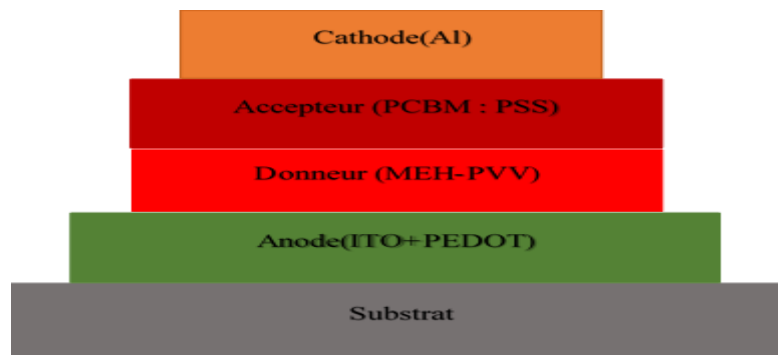 Cathode(Al)
Accepteur (PCBM : PSS)
Donneur (MEH-PVV)
Anode(ITO+PEDOT)
Substrat